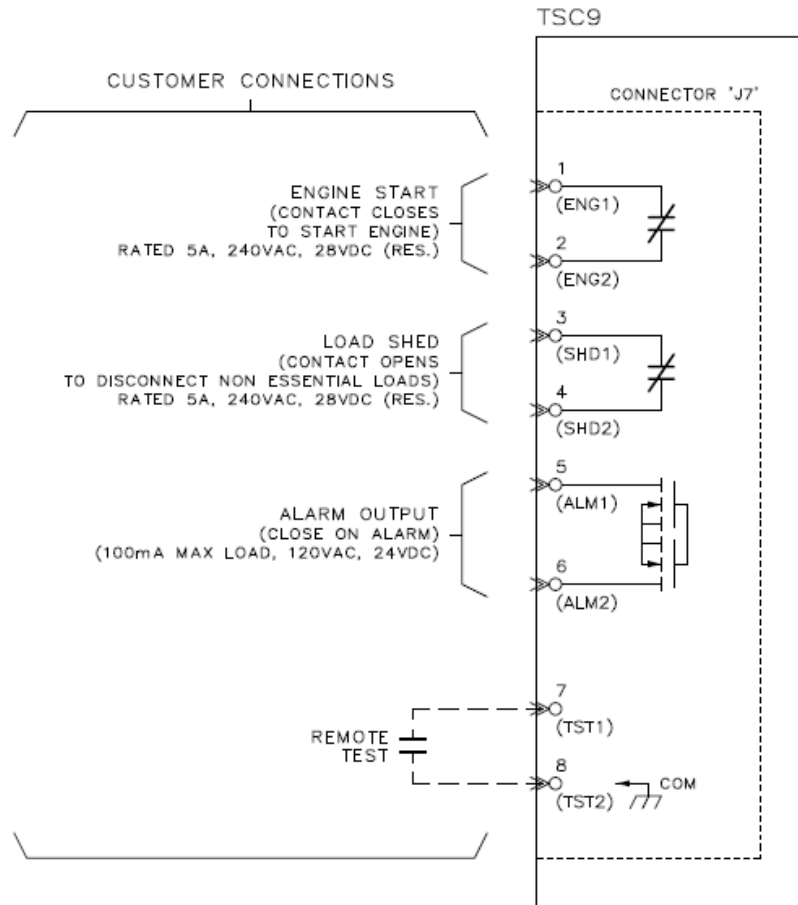 TSC9
CUSTOMER CONNECTIONS
CONNECTOR 'J7'
ENGINE START
(CONTACT CLOSES
TO START ENGINE)
RATED 5A, 240VAC, 28VDC (RES.)
1
(ENG1)
2
(ENG2)
LOAD SHED
(CONTACT OPENS
TO DISCONNECT NON ESSENTIAL LOADS)
RATED 5A, 240VAC, 28VDC (RES.)
3
(SHD1)
4
(SHD2)
ALARM OUTPUT
(CLOSE ON ALARM)
(100mA MAX LOAD, 120VAC, 24VDC)
5
(ALM1)
6
(ALM2)
REMOTE
TEST
7
(TST1)
8
(TST2)
COM